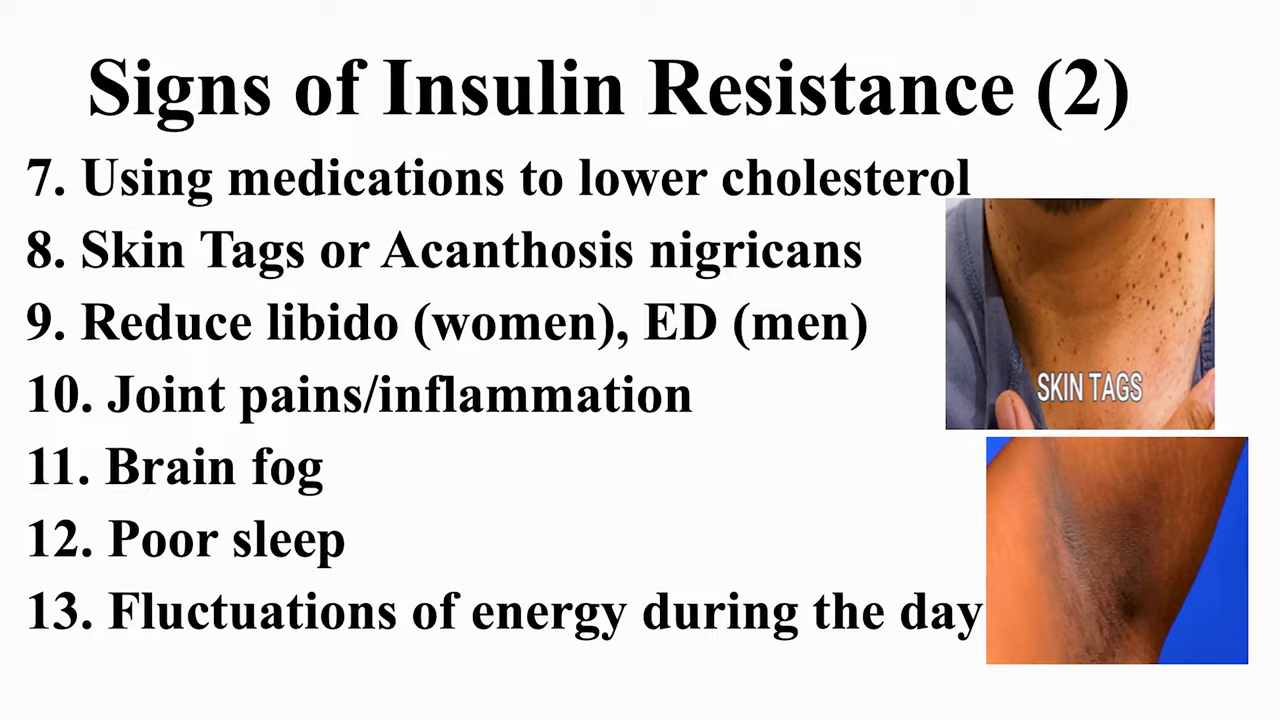 Signs of Insulin Resistance (2)
7. Using medications to lower cholesterol
8. Skin Tags or Acanthosis nigricans
9. Reduce libido (women), ED (men)
10. Joint pains/inflammation
11. Brain fog
12. Poor sleep
13. Fluctuations of energy during the day
SKIN TAGS